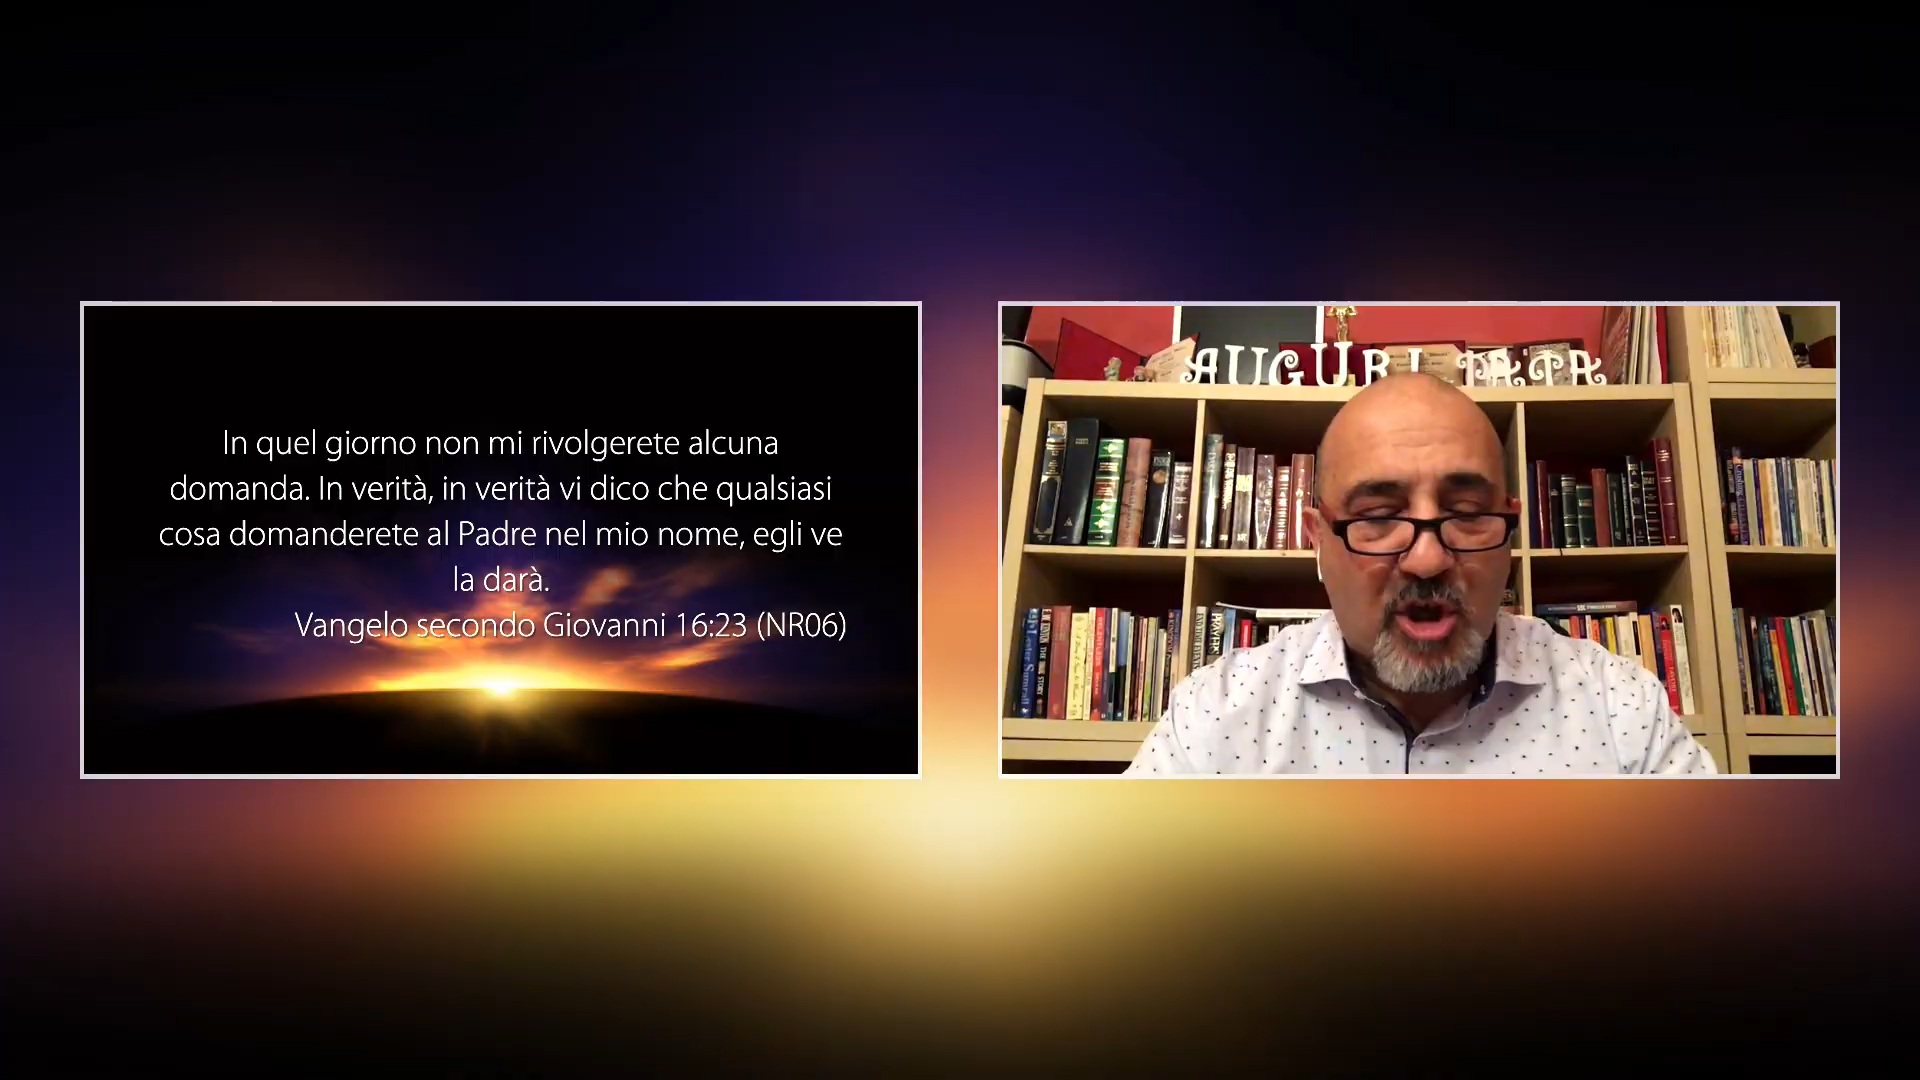 In quel giorno non mi rivolgerete alcuna
domanda. In verità, in verità vi dico che qualsiasi
cosa domanderete al Padre nel mio nome, egli ve
la darà.
Vangelo secondo Giovanni 16:23 (NR06)
AUGURI TATA